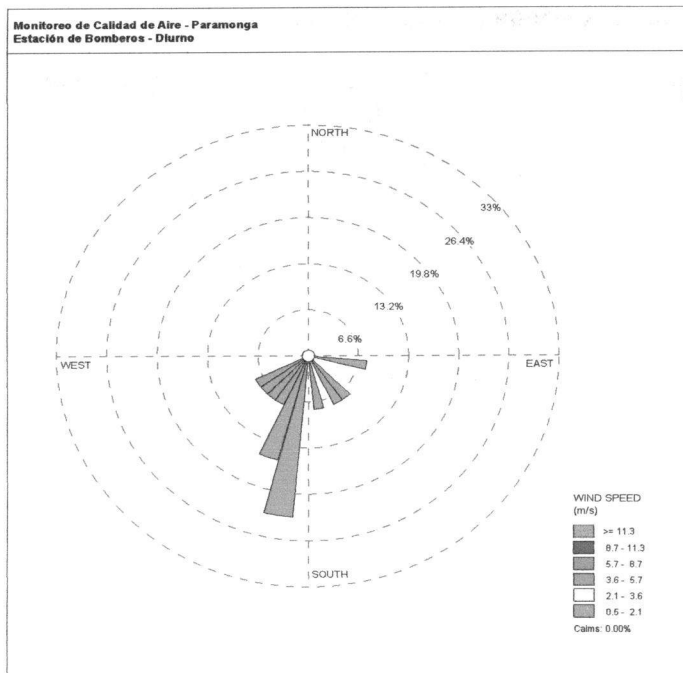 Monitoreo de Calidad de Aire - Paramonga
Estación de Bomberos - Diurno
NORTH
33%
26.4%
19.8%
13.2%
6.6%
WEST
EAST
SOUTH
WIND SPEED
(m/s)
>= 11.3
8.7 - 11.3
5.7 - 8.7
3.6 - 5.7
2.1 - 3.6
0.5 - 2.1
Calms: 0.00%